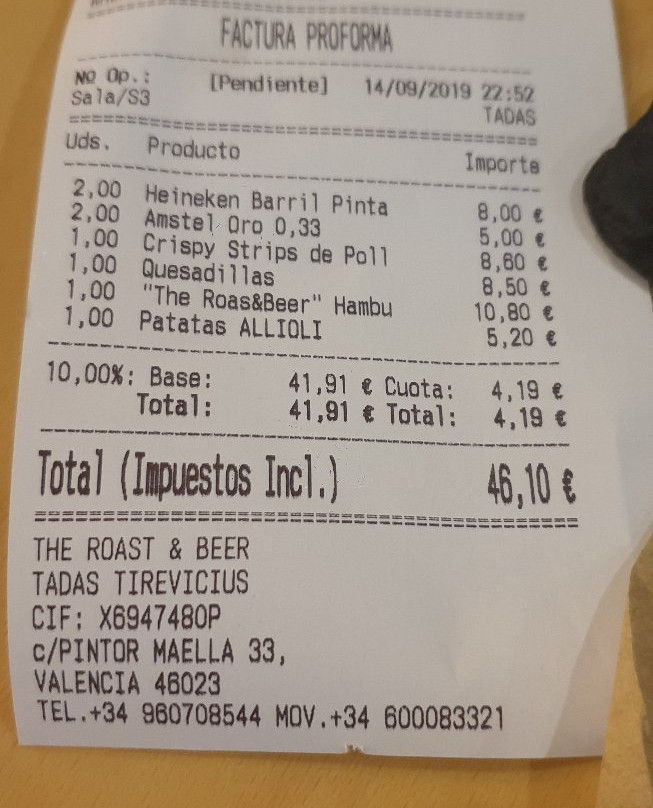 FACTURA PROFORMA
Nº Op.: [Pendiente] 14/09/2019 22:52
Sala/S3 TADAS
Uds. Producto Importe
2,00 Heineken Barril Pinta 8,00 €
2,00 Amstel Oro 0,33 5,00 €
1,00 Crispy Strips de Poll 8,60 €
1,00 Quesadillas 8,50 €
1,00 "The Roas&Beer" Hambu 10,80 €
1,00 Patatas ALLIOLI 5,20 €
10,00%: Base: 41,91 € Cuota: 4,19 €
Total: 41,91 € Total: 4,19 €
Total (Impuestos Incl.) 46,10 €
THE ROAST & BEER
TADAS TIREVICIUS
CIF: X6947480P
c/PINTOR MAELLA 33,
VALENCIA 46023
TEL.+34 960708544 MOV.+34 600083321